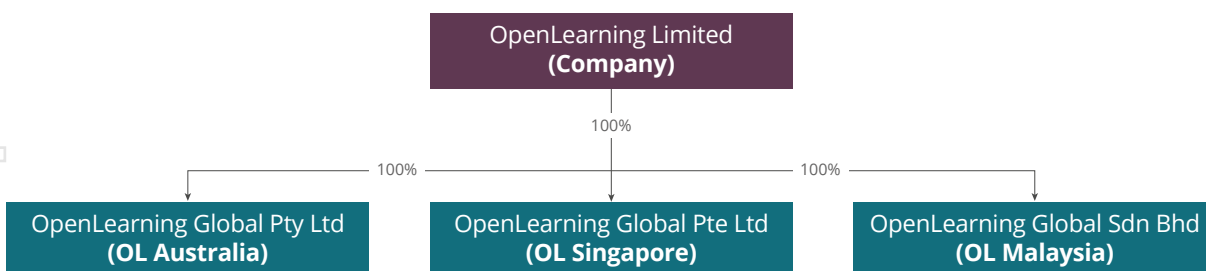 OpenLearning Limited
(Company)
100%
100%
100%
OpenLearning Global Pty Ltd
(OL Australia)
OpenLearning Global Pte Ltd
(OL Singapore)
OpenLearning Global Sdn Bhd
(OL Malaysia)